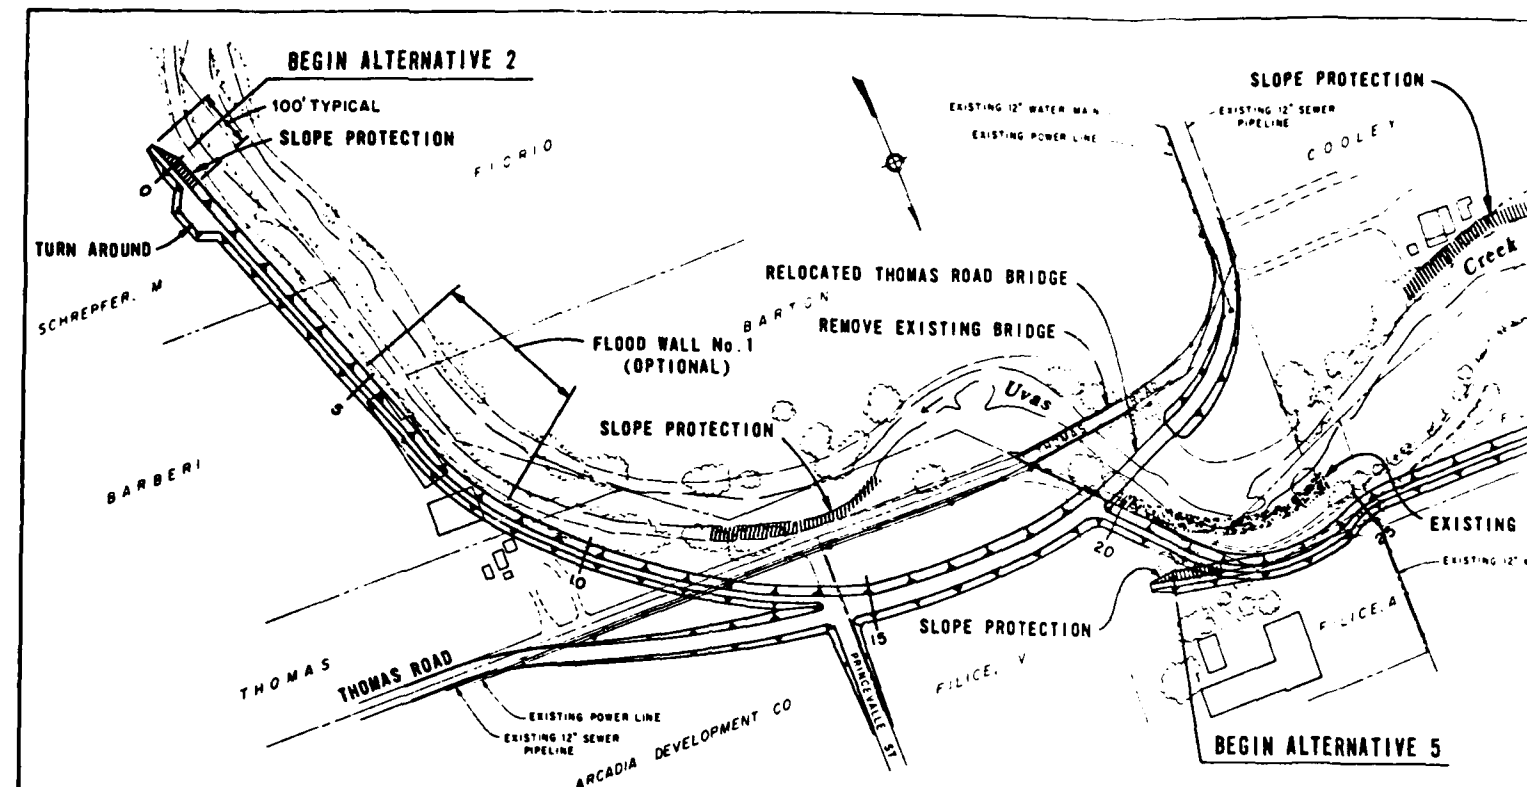 BEGIN ALTERNATIVE 2
100' TYPICAL
SLOPE PROTECTION
FIORIO
0
TURN AROUND
SCHREPFER, M
EXISTING 12" WATER MAIN
EXISTING POWER LINE
EXISTING 12" SEWER
PIPELINE
SLOPE PROTECTION
COOLEY
Creek
RELOCATED THOMAS ROAD BRIDGE
BARTON
REMOVE EXISTING BRIDGE
FLOOD WALL No.1
(OPTIONAL)
5
Uvas
SLOPE PROTECTION
BARBERI
10
15
20
25
EXISTING
EXISTING 12"
SLOPE PROTECTION
FILICE, A
FILICE, V
THOMAS
THOMAS ROAD
PRINCEVALLE ST
EXISTING POWER LINE
EXISTING 12" SEWER
PIPELINE
ARCADIA DEVELOPMENT CO
BEGIN ALTERNATIVE 5